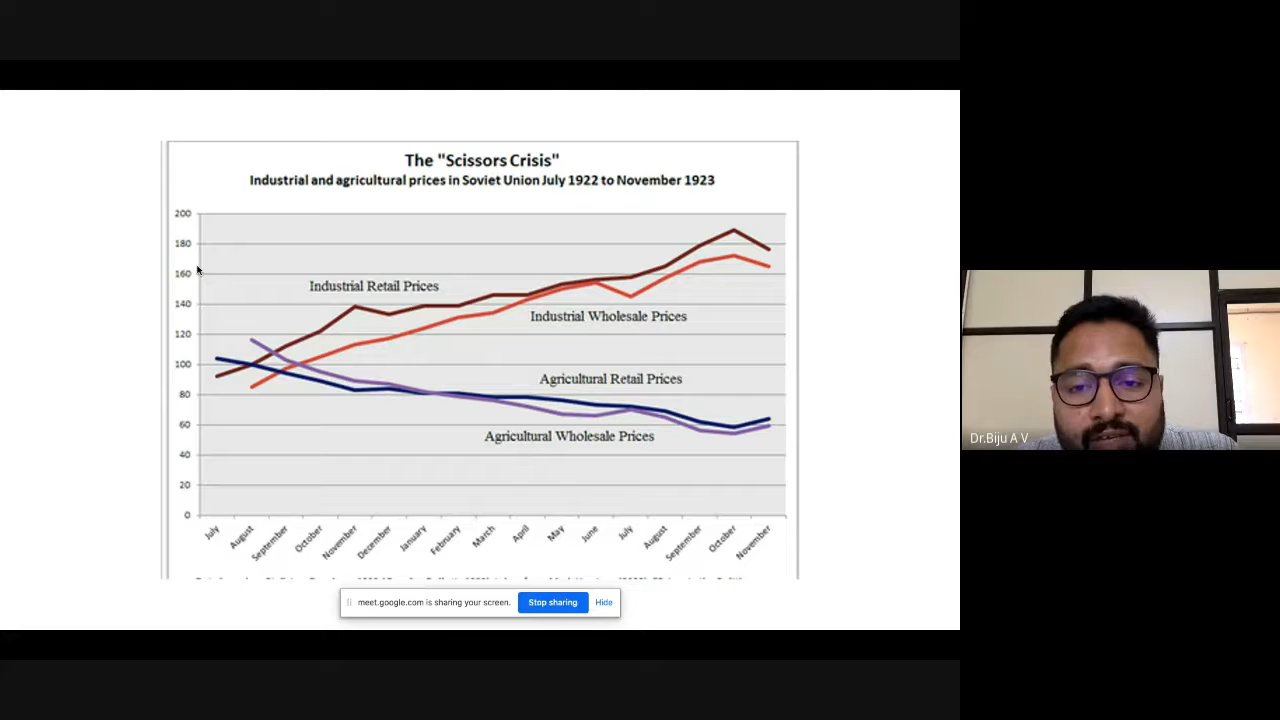 The "Scissors Crisis"
Industrial and agricultural prices in Soviet Union July 1922 to November 1923
200
180
160
140
120
100
80
60
40
20
0
Industrial Retail Prices
Industrial Wholesale Prices
Agricultural Retail Prices
Agricultural Wholesale Prices
July
August
September
October
November
December
January
February
March
April
May
June
July
August
September
October
November
meet.google.com is sharing your screen.
Stop sharing
Hide
Dr.Biju A V